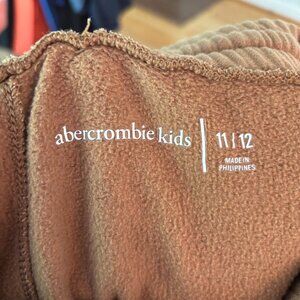 abercrombie kids
11 | 12
MADE IN
PHILIPPINES